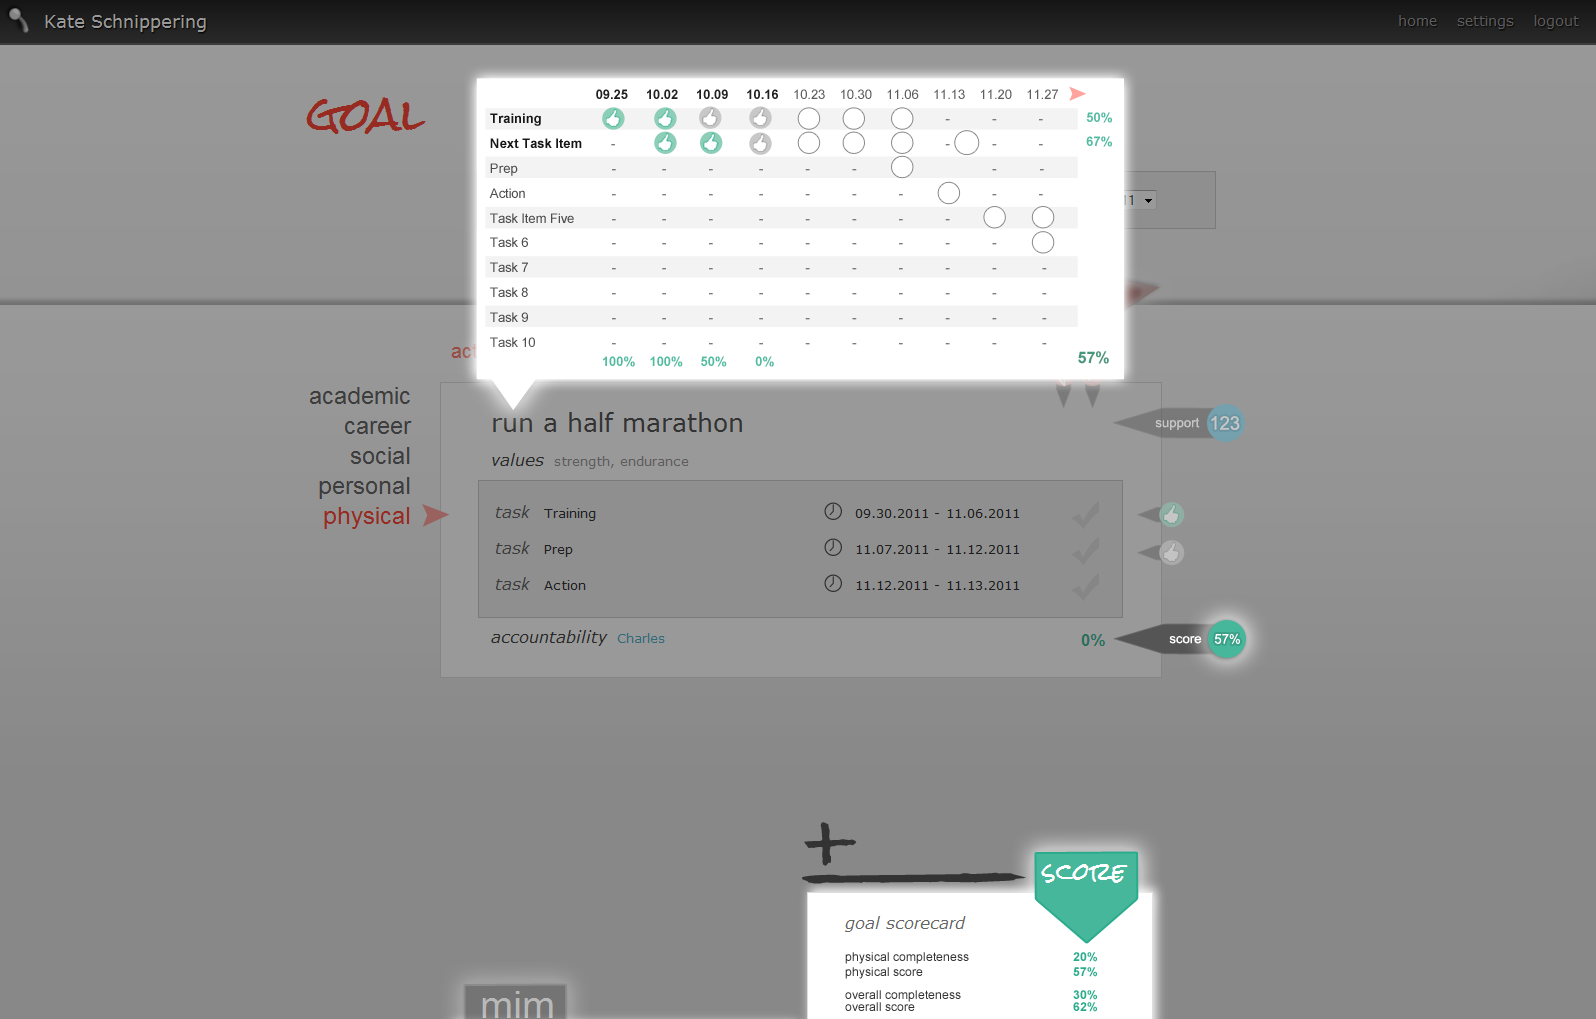 Kate Schnippering home settings logout
GOAL
09.25 10.02 10.09 10.16 10.23 10.30 11.06 11.13 11.20 11.27
Training - - - 50%
Next Task Item - - - - 67%
Prep - - - - - - - -
Action - - - - - - - - -
Task Item Five - - - - - - - -
Task 6 - - - - - - - - -
Task 7 - - - - - - - - - -
Task 8 - - - - - - - - - -
Task 9 - - - - - - - - - -
Task 10 - - - - - - - - - -
100% 100% 50% 0% 57%
academic
career
social
personal
physical
run a half marathon
support 123
values strength, endurance
task Training 09.30.2011 - 11.06.2011
task Prep 11.07.2011 - 11.12.2011
task Action 11.12.2011 - 11.13.2011
accountability Charles 0% score 57%
SCORE
goal scorecard
physical completeness 20%
physical score 57%
overall completeness 30%
overall score 62%
mim